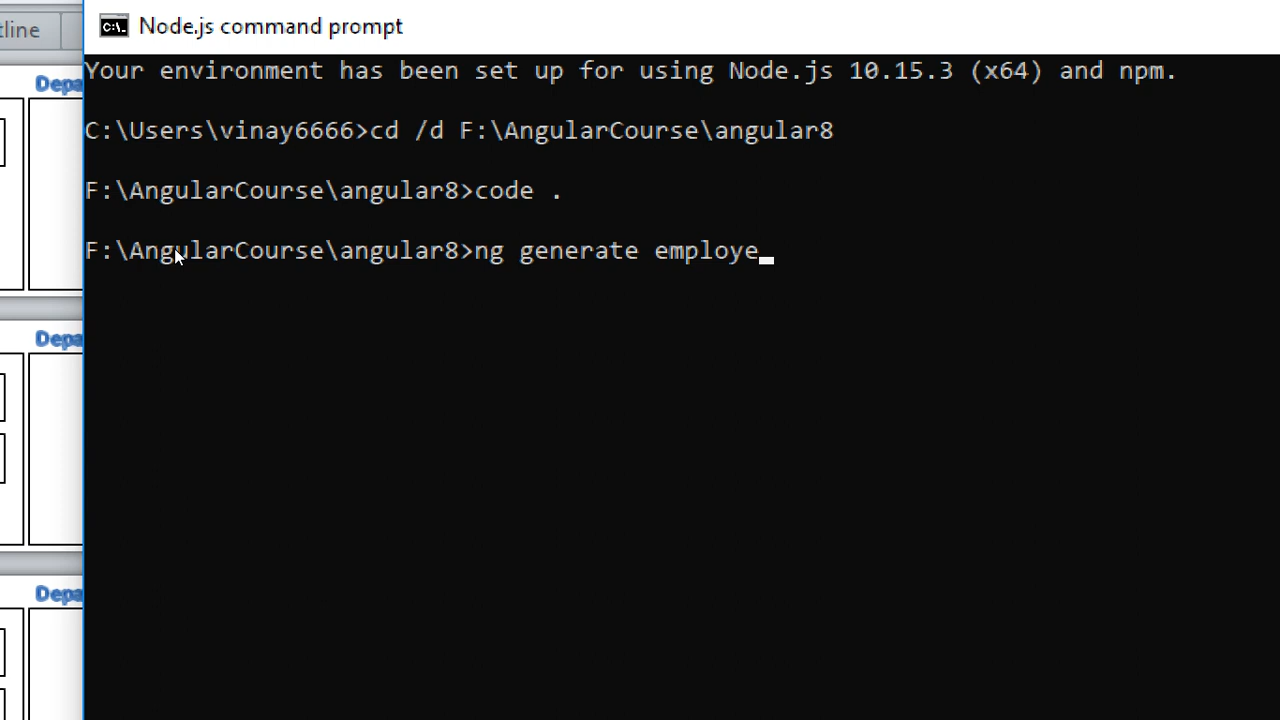 Node.js command prompt
tline
Your environment has been set up for using Node.js 10.15.3 (x64) and npm.
Depa
C:\Users\vinay6666>cd /d F:\AngularCourse\angular8
F:\AngularCourse\angular8>code .
F:\AngularCourse\angular8>ng generate employe
Depa
Depa